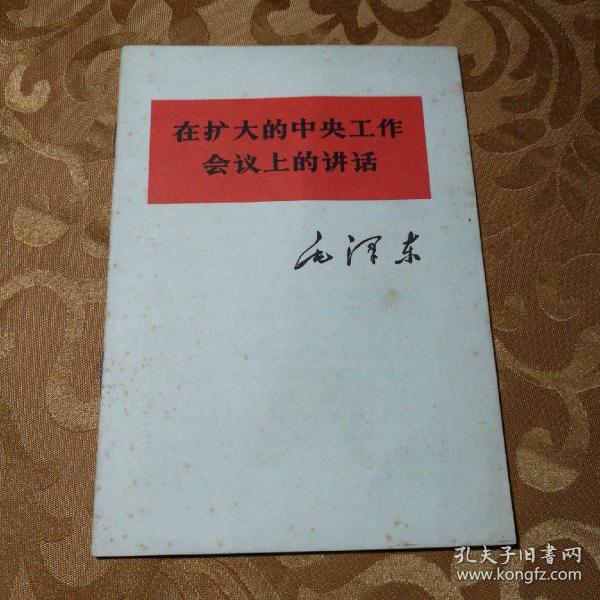 在扩大的中央工作
会议上的讲话
毛泽东
孔夫子旧書网
www.kongfz.com